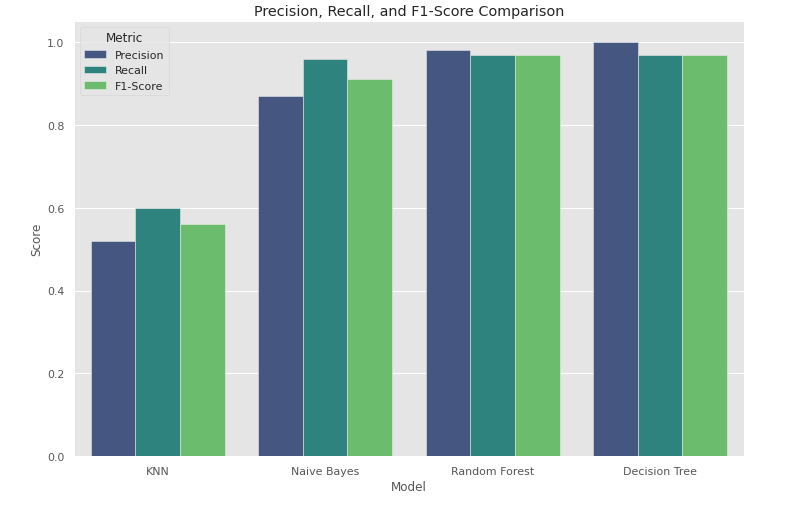 Precision, Recall, and F1-Score Comparison
Metric
Precision
Recall
F1-Score
1.0
0.8
0.6
0.4
0.2
0.0
Score
KNN
Naive Bayes
Random Forest
Decision Tree
Model